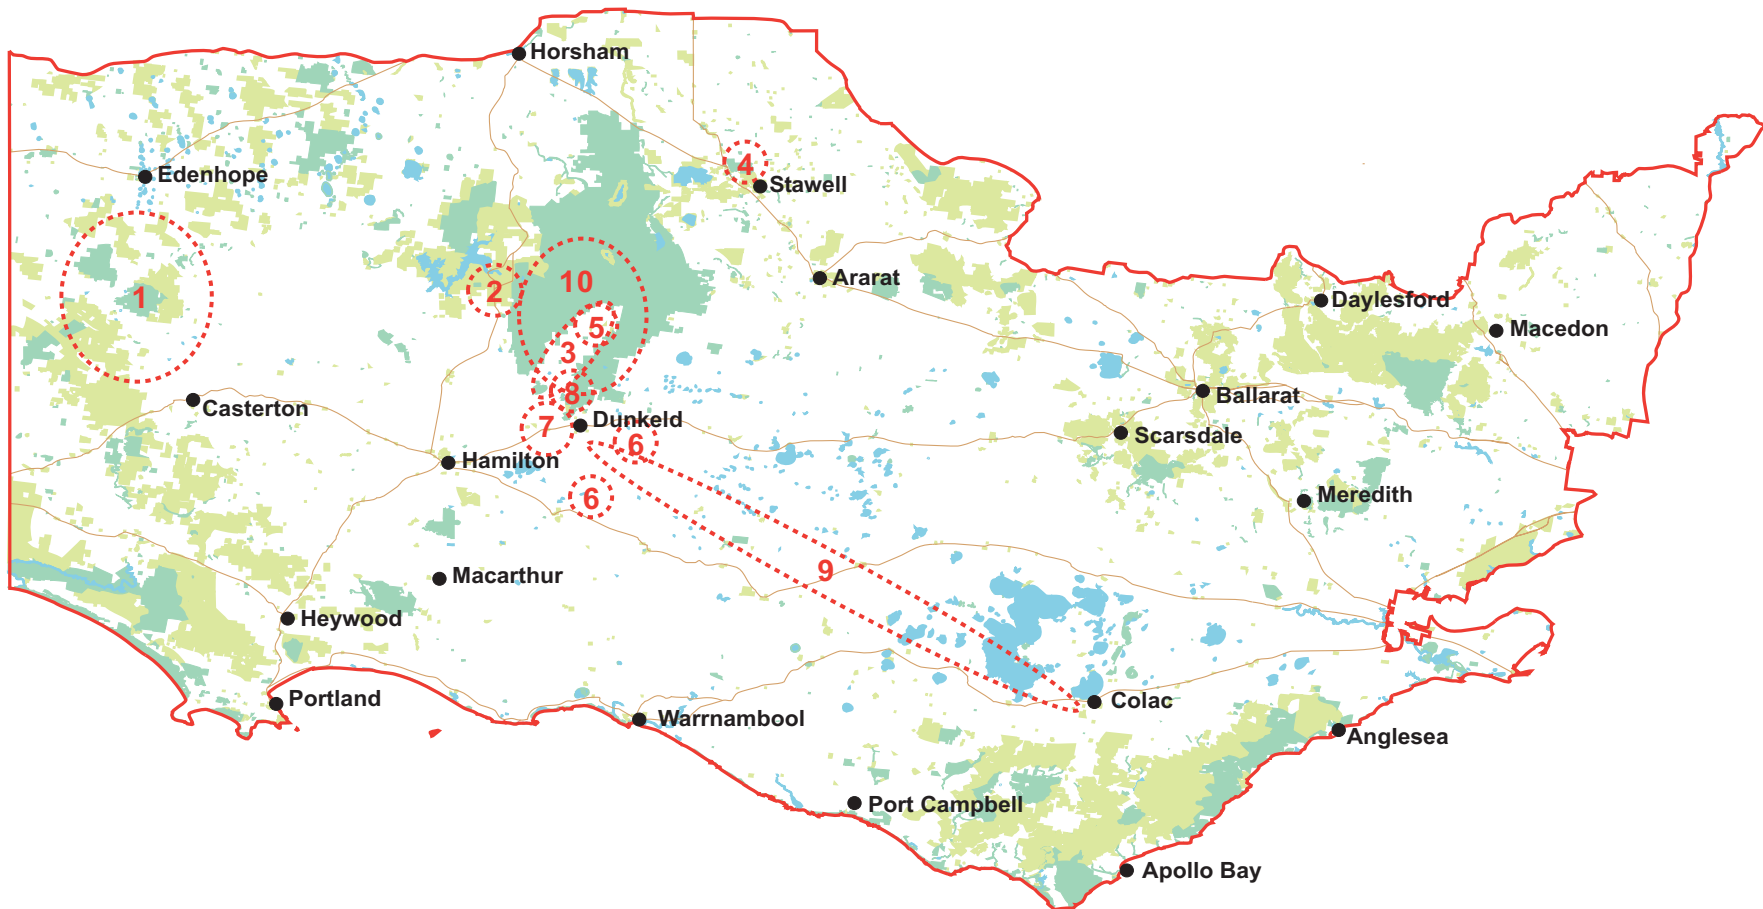 Horsham
4
Edenhope
Stawell
10
Ararat
2
1
Daylesford
5
Macedon
3
8
Ballarat
Casterton
Dunkeld
7
Scarsdale
6
Hamilton
6
Meredith
9
Macarthur
Heywood
Portland
Colac
Warrnambool
Anglesea
Port Campbell
Apollo Bay